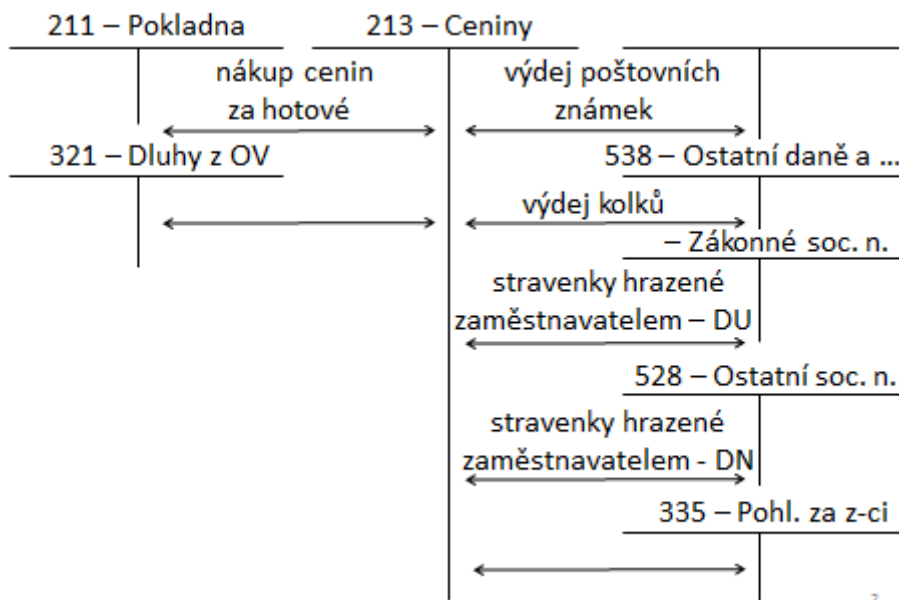 211 – Pokladna
213 – Ceniny
nákup cenin
za hotové
výdej poštovních
známek
321 – Dluhy z OV
538 – Ostatní daně a ...
výdej kolků
– Zákonné soc. n.
stravenky hrazené
zaměstnavatelem – DU
528 – Ostatní soc. n.
stravenky hrazené
zaměstnavatelem - DN
335 – Pohl. za z-ci